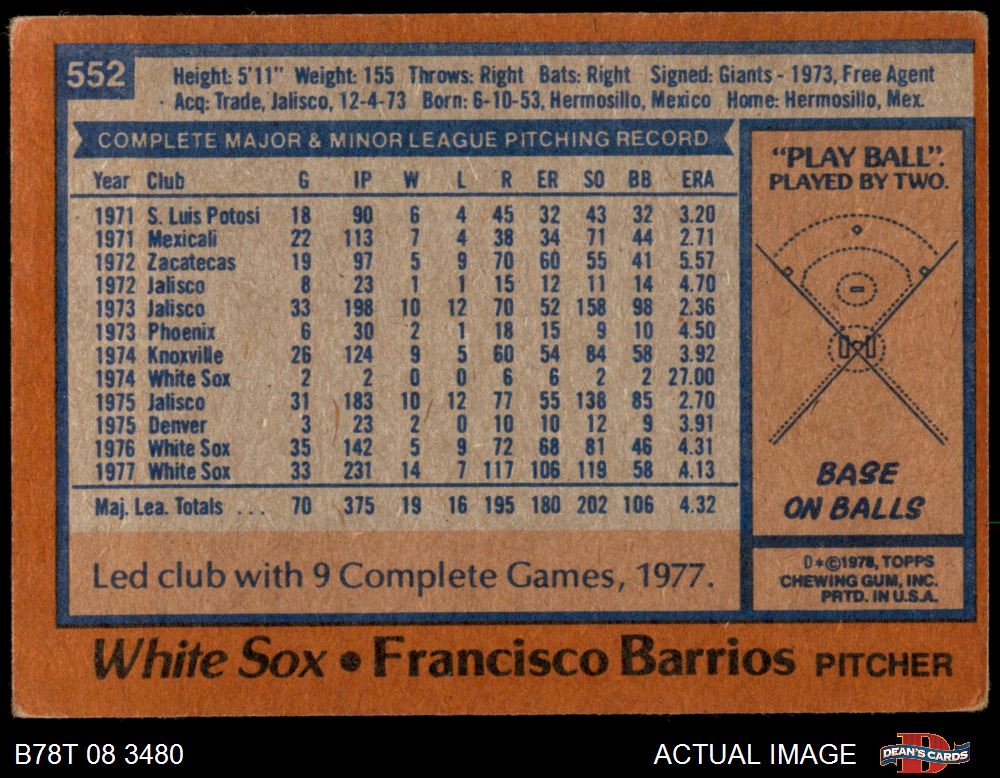 552
Height: 5'11" Weight: 155 Throws: Right Bats: Right Signed: Giants - 1973, Free Agent
Acq: Trade, Jalisco, 12-4-73 Born: 6-10-53, Hermosillo, Mexico Home: Hermosillo, Mex.
COMPLETE MAJOR & MINOR LEAGUE PITCHING RECORD
Year Club G IP W L R ER SO BB ERA
1971 S. Luis Potosi 18 90 6 4 45 32 43 32 3.20
1971 Mexicali 22 113 7 4 38 34 71 44 2.71
1972 Zacatecas 19 97 5 9 70 60 55 41 5.57
1972 Jalisco 8 23 1 1 15 12 11 14 4.70
1973 Jalisco 33 198 10 12 70 52 158 98 2.36
1973 Phoenix 6 30 2 1 18 15 9 10 4.50
1974 Knoxville 26 124 9 5 60 54 84 58 3.92
1974 White Sox 2 2 0 0 6 6 2 2 27.00
1975 Jalisco 31 183 10 12 77 55 138 85 2.70
1975 Denver 3 23 2 0 10 10 12 9 3.91
1976 White Sox 35 142 5 9 72 68 81 46 4.31
1977 White Sox 33 231 14 7 117 106 119 58 4.13
Maj. Lea. Totals ... 70 375 19 16 195 180 202 106 4.32
Led club with 9 Complete Games, 1977.
"PLAY BALL".
PLAYED BY TWO.
BASE
ON BALLS
D*©1978, TOPPS
CHEWING GUM, INC.
PRTD. IN U.S.A.
White Sox • Francisco Barrios PITCHER
B78T 08 3480
ACTUAL IMAGE
D
DEAN'S CARDS